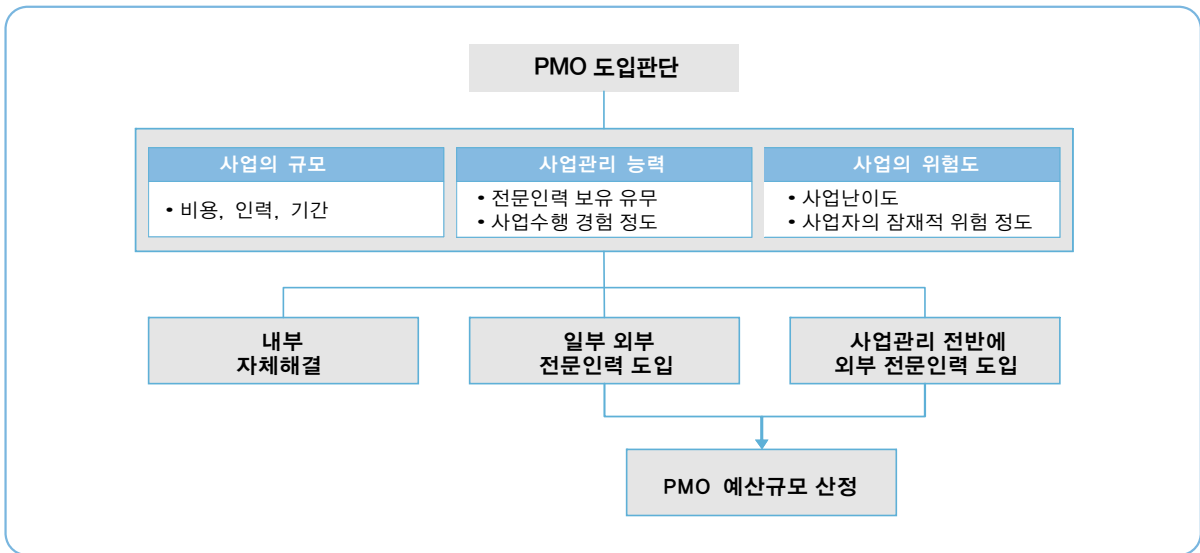 PMO 도입판단
사업의 규모
• 비용, 인력, 기간
사업관리 능력
• 전문인력 보유 유무
• 사업수행 경험 정도
사업의 위험도
• 사업난이도
• 사업자의 잠재적 위험 정도
내부
자체해결
일부 외부
전문인력 도입
사업관리 전반에
외부 전문인력 도입
PMO 예산규모 산정